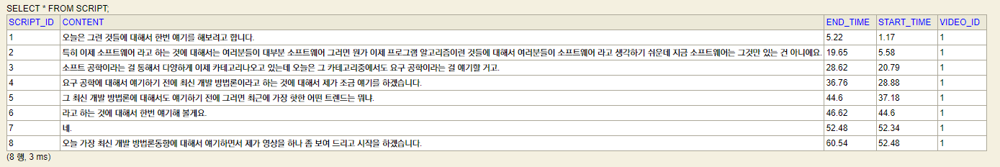 SELECT * FROM SCRIPT;
SCRIPT_ID CONTENT END_TIME START_TIME VIDEO_ID
1 오늘은 그런 것들에 대해서 한번 얘기를 해보려고 합니다. 5.22 1.17 1
2 특히 이제 소프트웨어 라고 하는 것에 대해서는 여러분들이 대부분 소프트웨어 그러면 뭔가 이제 프로그램 알고리즘이런 것들에 대해서 여러분들이 소프트웨어 라고 생각하기 쉬운데 지금 소프트웨어는 그것만 있는 건 아니에요. 19.65 5.58 1
3 소프트 공학이라는 걸 통해서 다양하게 이제 카테고리나오고 있는데 오늘은 그 카테고리중에서도 요구 공학이라는 걸 얘기할 거고. 28.62 20.79 1
4 요구 공학에 대해서 얘기하기 전에 최신 개발 방법론이라고 하는 것에 대해서 제가 조금 얘기를 하겠습니다. 36.76 28.88 1
5 그 최신 개발 방법론에 대해서도 얘기하기 전에 그러면 최근에 가장 핫한 어떤 트렌드는 뭐냐. 44.6 37.18 1
6 라고 하는 것에 대해서 한번 얘기해 볼게요. 46.62 44.6 1
7 네. 52.48 52.34 1
8 오늘 가장 최신 개발 방법론동향에 대해서 얘기하면서 제가 영상을 하나 좀 보여 드리고 시작을 하겠습니다. 60.54 52.48 1
(8 행, 3 ms)